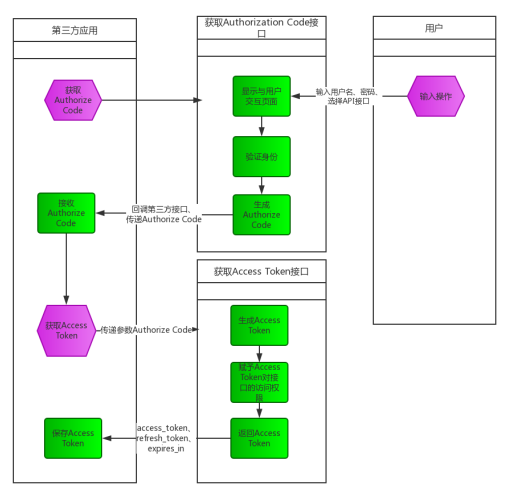 第三方应用
获取
Authonze
Code
接收
Authonize
Code
获取Access
Token
保存Access
Token
获取Authorization Code接
口
显示与用户
交互页面
验证身份
生成
Authorize
Code
回调第三方接口、
传递Authorize Code
获取Access Token接口
传递参数Authorize Code
生成Access
Token
赋予Access
Token对接
口的访问权
限
返回Access
Token
access_token、
refresh_token、
expires_in
用户
输入操作
输入用户名、密码、
选择API接口